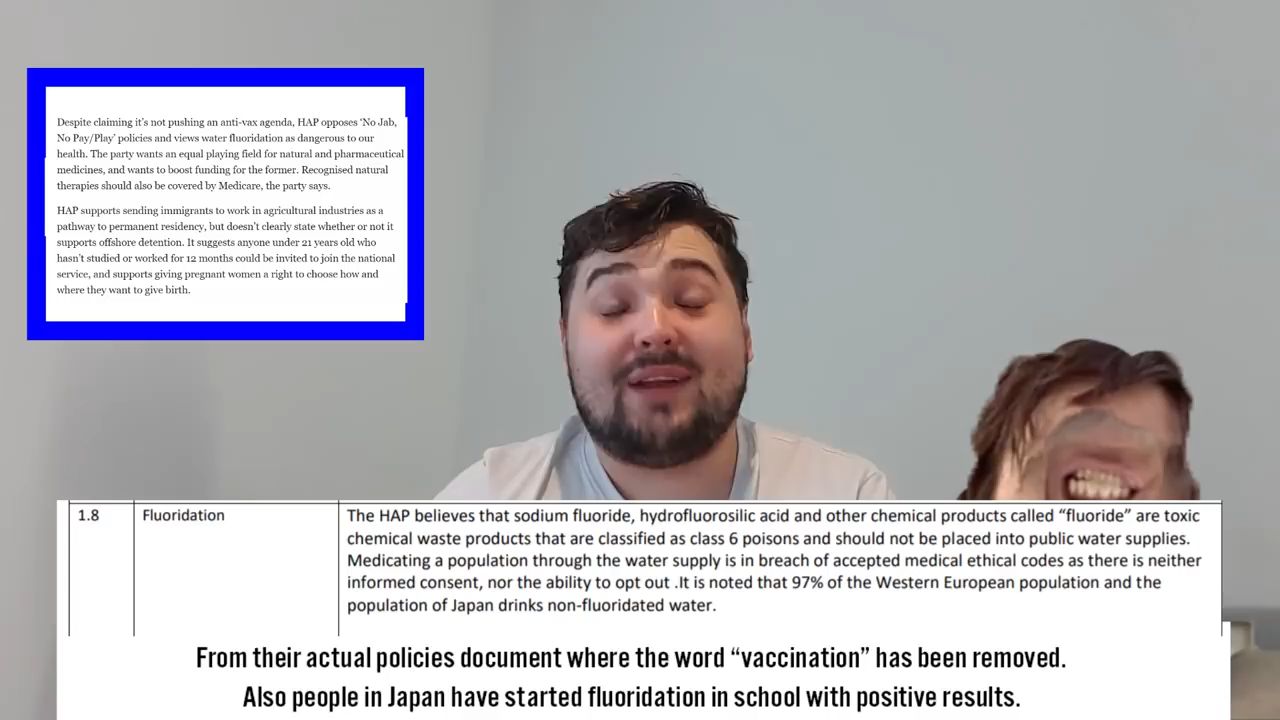 Despite claiming it's not pushing an anti-vax agenda, HAP opposes 'No Jab,
No Pay/Play' policies and views water fluoridation as dangerous to our
health. The party wants an equal playing field for natural and pharmaceutical
medicines, and wants to boost funding for the former. Recognised natural
therapies should also be covered by Medicare, the party says.
HAP supports sending immigrants to work in agricultural industries as a
pathway to permanent residency, but doesn't clearly state whether or not it
supports offshore detention. It suggests anyone under 21 years old who
hasn't studied or worked for 12 months could be invited to join the national
service, and supports giving pregnant women a right to choose how and
where they want to give birth.
1.8 Fluoridation The HAP believes that sodium fluoride, hydrofluorosilic acid and other chemical products called “fluoride” are toxic
chemical waste products that are classified as class 6 poisons and should not be placed into public water supplies.
Medicating a population through the water supply is in breach of accepted medical ethical codes as there is neither
informed consent, nor the ability to opt out .It is noted that 97% of the Western European population and the
population of Japan drinks non-fluoridated water.
From their actual policies document where the word “vaccination” has been removed.
Also people in Japan have started fluoridation in school with positive results.